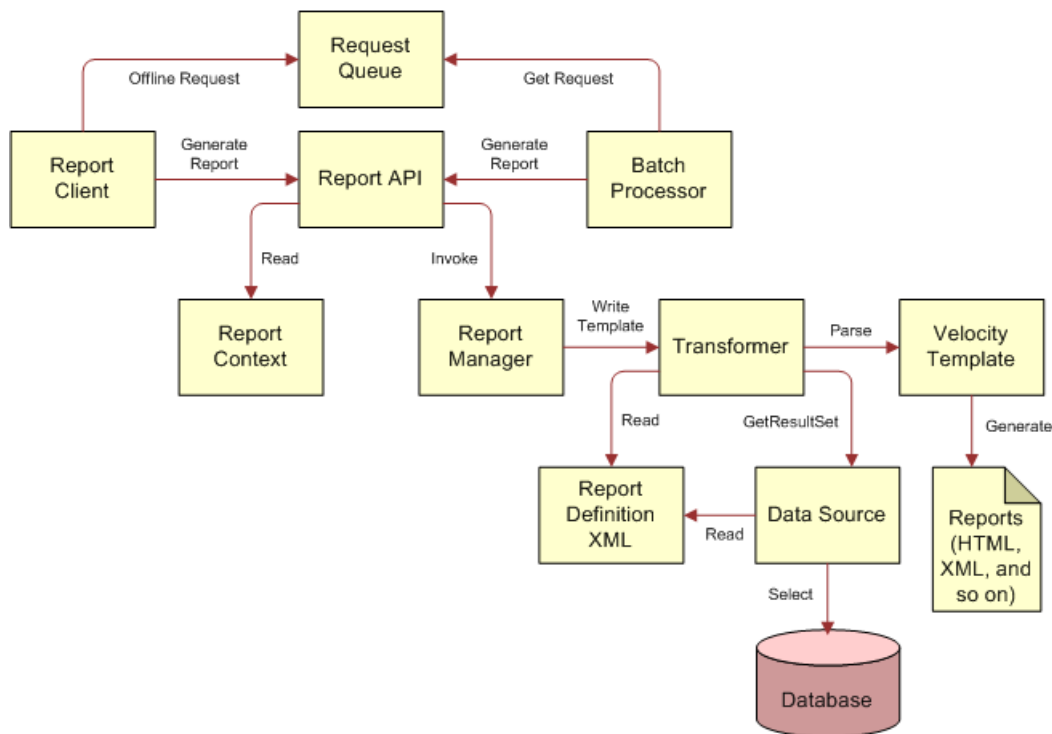 Request
Queue
Offline Request
Get Request
Report
Client
Generate
Report
Report API
Generate
Report
Batch
Processor
Read
Invoke
Report
Context
Report
Manager
Write
Template
Transformer
Parse
Velocity
Template
Read
GetResultSet
Generate
Report
Definition
XML
Read
Data Source
Reports
(HTML,
XML, and
so on)
Select
Database